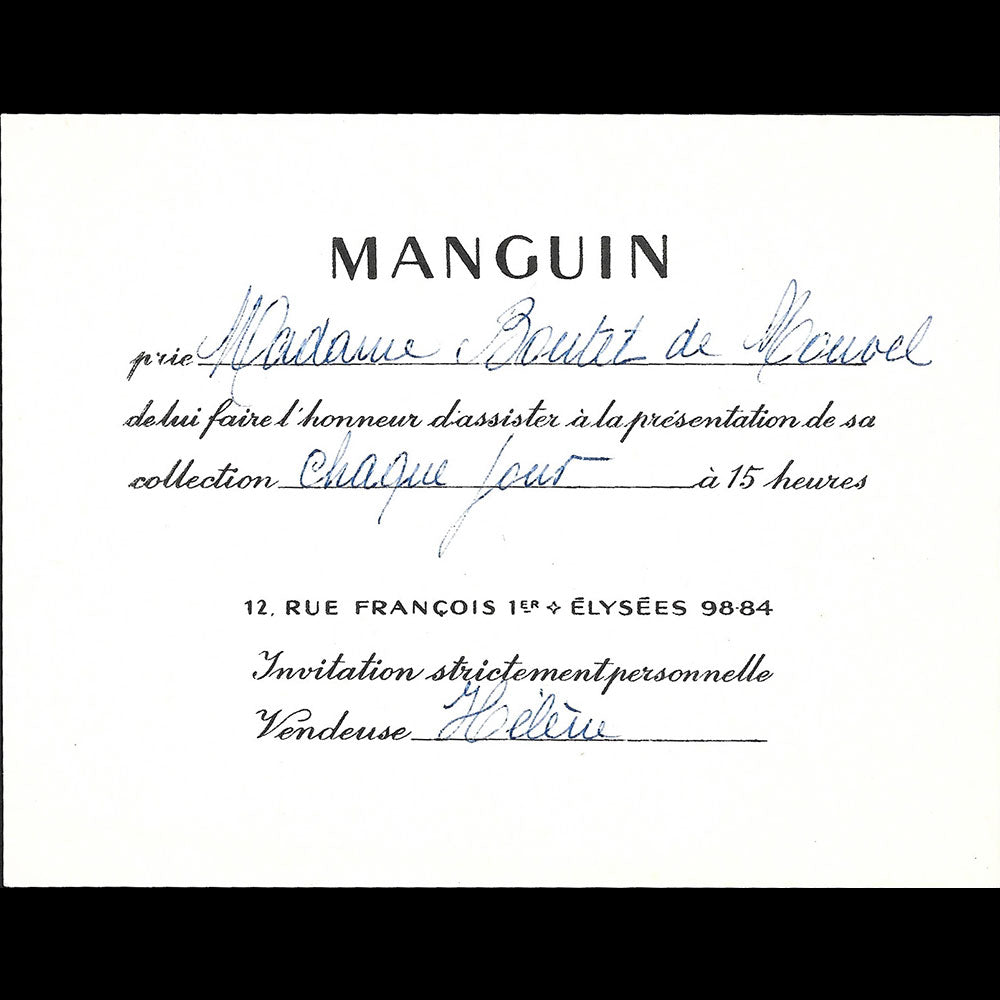 MANGUIN
prie Madame Boutet de Monvel
de lui faire l'honneur d'assister à la présentation de sa
collection chaque jour à 15 heures
12, RUE FRANÇOIS 1ER ✧ ÉLYSÉES 98-84
Invitation strictement personnelle
Vendeuse Hélène